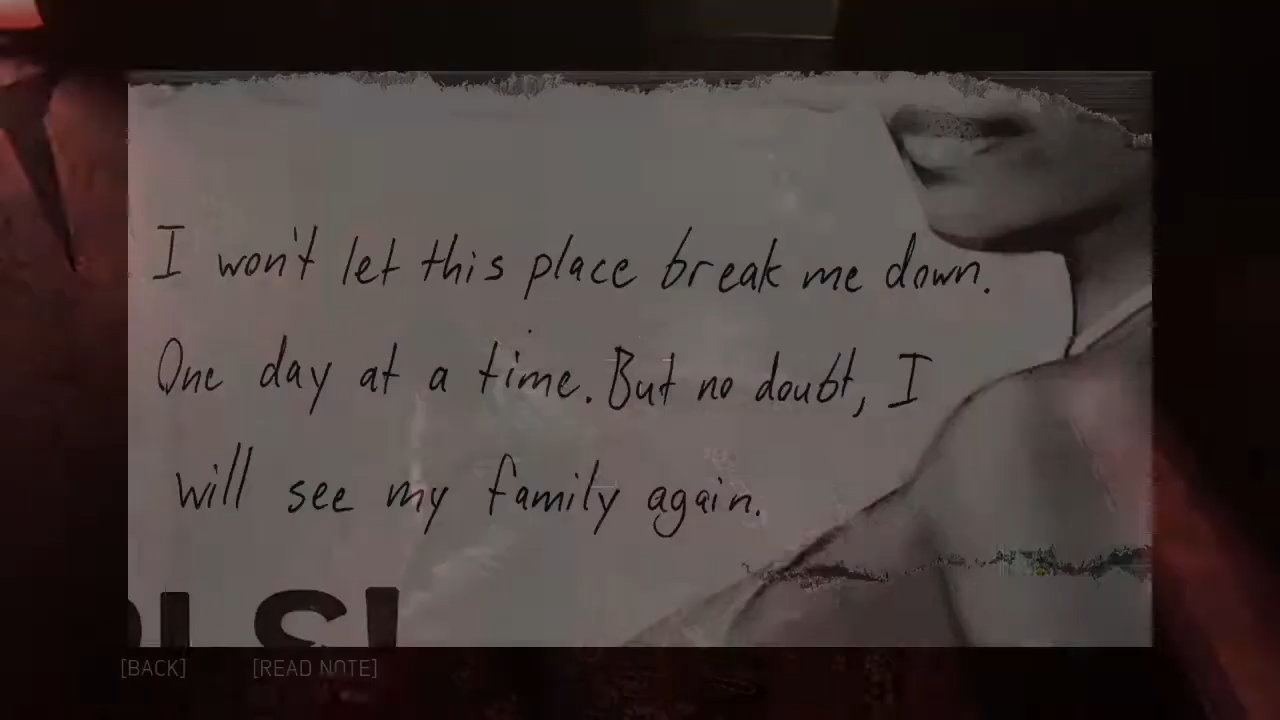 I won't let this place break me down.
One day at a time. But no doubt, I
will see my family again.
[BACK] [READ NOTE]